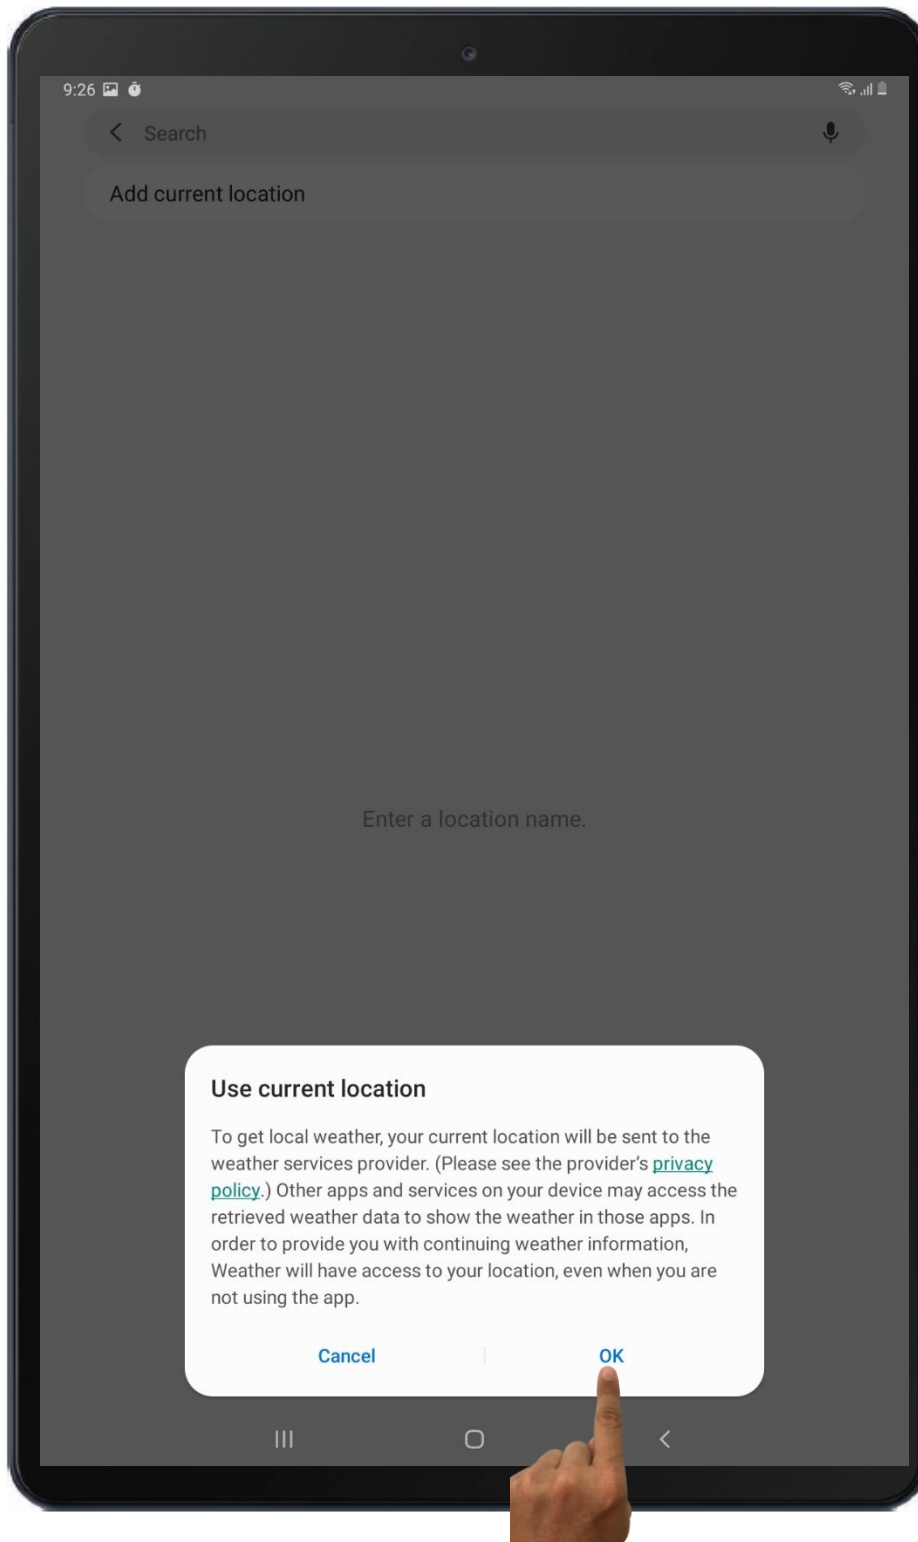 9:26
Search
Add current location
Enter a location name.
Use current location
To get local weather, your current location will be sent to the
weather services provider. (Please see the provider’s privacy
policy.) Other apps and services on your device may access the
retrieved weather data to show the weather in those apps. In
order to provide you with continuing weather information,
Weather will have access to your location, even when you are
not using the app.
Cancel
OK